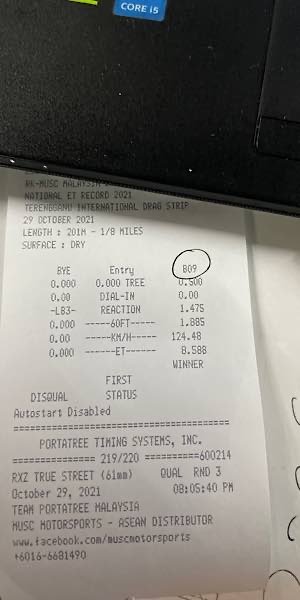 CORE i5
RK-MUSC MALAYSIA
NATIONAL ET RECORD 2021
TERENGGANU INTERNATIONAL DRAG STRIP
29 OCTOBER 2021
LENGTH : 201M - 1/8 MILES
SURFACE : DRY
BYE Entry B09
0.000 0.000 TREE 0.500
0.00 DIAL-IN 0.00
-LB3- REACTION 1.475
0.000 -----60FT----- 1.885
0.00 -----KM/H----- 124.48
0.000 ------ET------ 8.588
WINNER
FIRST
DISQUAL STATUS
Autostart Disabled
======================================
PORTATREE TIMING SYSTEMS, INC.
============== 219/220 ==========600214
RXZ TRUE STREET (61mm) QUAL RND 3
October 29, 2021 08:05:40 PM
TEAM PORTATREE MALAYSIA
MUSC MOTORSPORTS - ASEAN DISTRIBUTOR
www.facebook.com/muscmotorsports
+6016-6681490